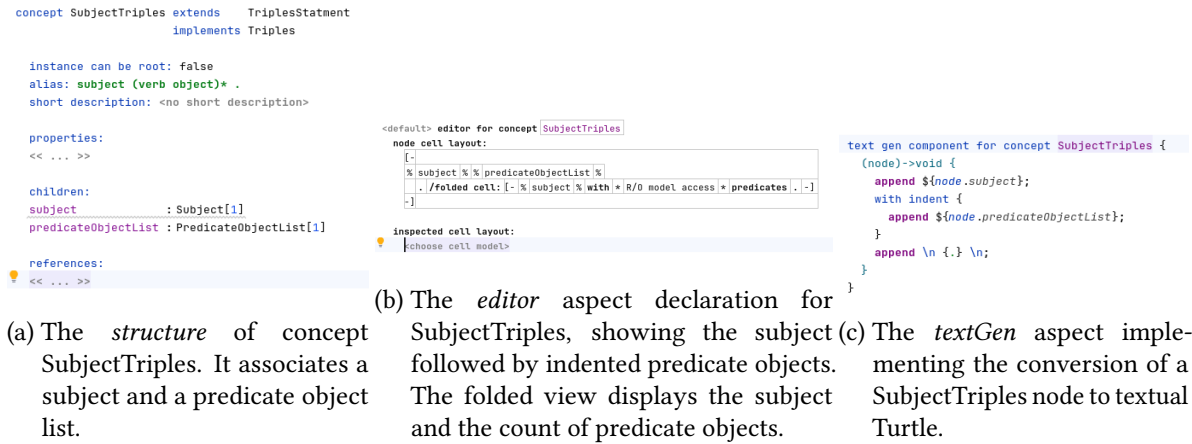 concept SubjectTriples extends    TriplesStatment
implements Triples
instance can be root: false
alias: subject (verb object)* .
short description: <no short description>
properties:
<< ... >>
children:
subject           : Subject[1]
predicateObjectList : PredicateObjectList[1]
references:
<< ... >>
(a) The structure of concept
SubjectTriples. It associates a
subject and a predicate object
list.
<default> editor for concept SubjectTriples
node cell layout:
[-
% subject % % predicateObjectList %
. /folded cell: [- % subject % with * R/O model access * predicates . -]
-]
inspected cell layout:
<choose cell model>
(b) The editor aspect declaration for
SubjectTriples, showing the subject
followed by indented predicate objects.
The folded view displays the subject
and the count of predicate objects.
text gen component for concept SubjectTriples {
(node)->void {
append ${node.subject};
with indent {
append ${node.predicateObjectList};
}
append \n {.} \n;
}
}
(c) The textGen aspect imple-
menting the conversion of a
SubjectTriples node to textual
Turtle.